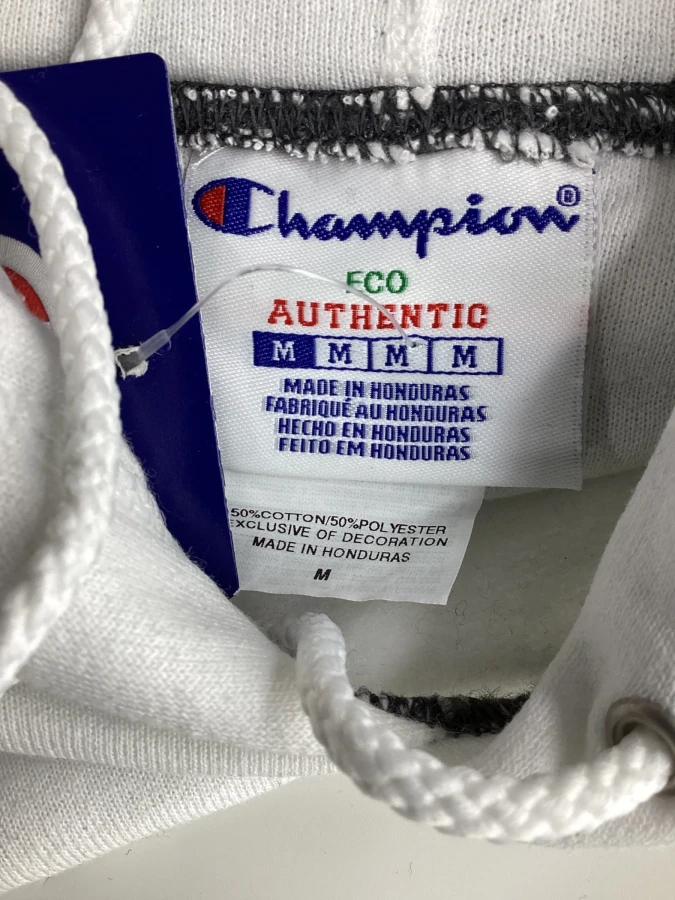 Champion®
ECO
AUTHENTIC
M M M M
MADE IN HONDURAS
FABRIQUÉ AU HONDURAS
HECHO EN HONDURAS
FEITO EM HONDURAS
50%COTTON/50%POLYESTER
EXCLUSIVE OF DECORATION
MADE IN HONDURAS
M